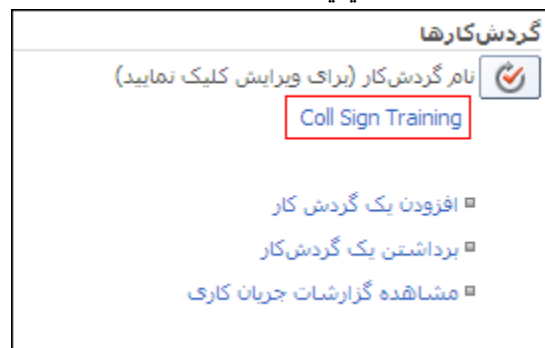 گردش‌کارها
نام گردش‌کار (برای ویرایش کلیک نمایید)
Coll Sign Training
افزودن یک گردش کار
برداشتن یک گردش‌کار
مشاهده گزارشات جریان کاری